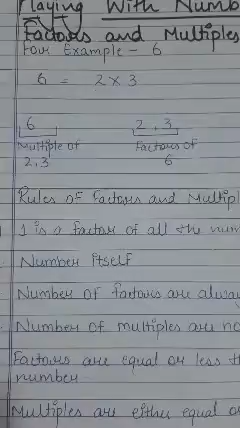 Playing With Numb
Factors and Multiples
For Example - 6
6 = 2 × 3
6 2, 3
Multiple of Factors of
2,3 6
Rules of Factors and Multipl
1 is a factor of all the num
Number itself
Number of factors are alway
Number of multiples are no
Factors are equal or less th
number
Multiples are either equal o